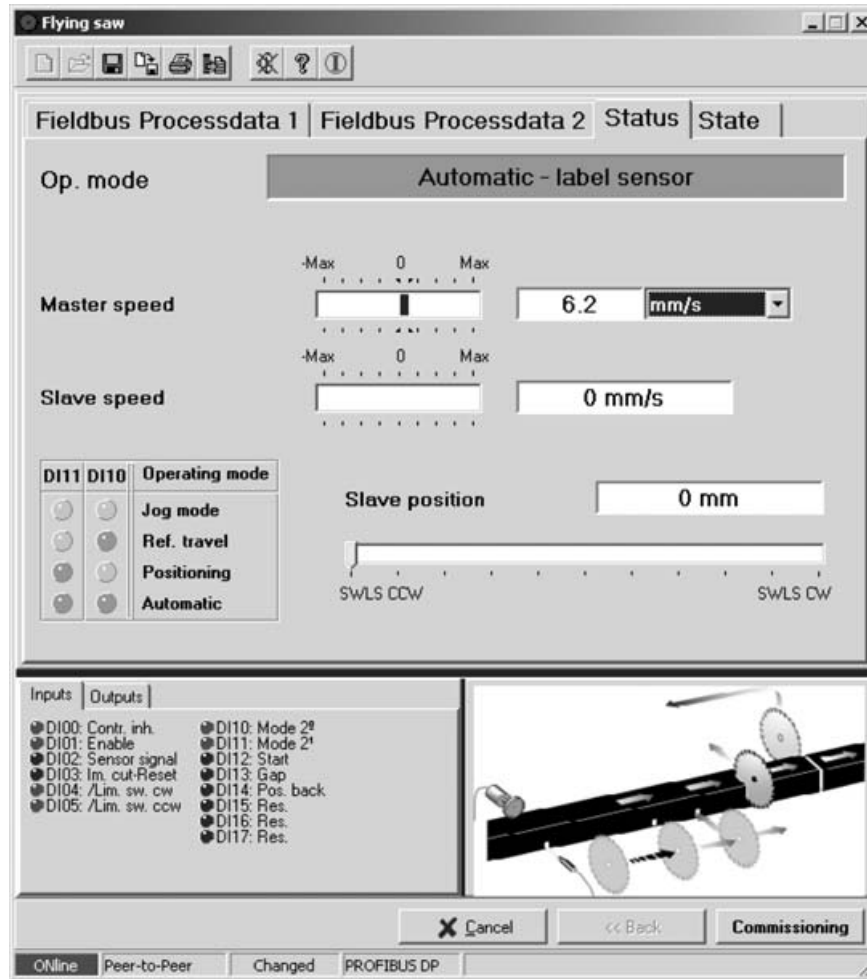 Flying saw
Fieldbus Processdata 1 Fieldbus Processdata 2 Status State
Op. mode Automatic - label sensor
-Max 0 Max
Master speed 6.2 mm/s
-Max 0 Max
Slave speed 0 mm/s
DI11 DI10 Operating mode
Jog mode
Ref. travel
Positioning
Automatic
Slave position 0 mm
SWLS CCW SWLS CW
Inputs Outputs
DI00: Contr. inh.
DI01: Enable
DI02: Sensor signal
DI03: Im. cut-Reset
DI04: /Lim. sw. cw
DI05: /Lim. sw. ccw
DI10: Mode 2⁰
DI11: Mode 2¹
DI12: Start
DI13: Gap
DI14: Pos. back
DI15: Res.
DI16: Res.
DI17: Res.
Cancel << Back Commissioning
ONline Peer-to-Peer Changed PROFIBUS DP